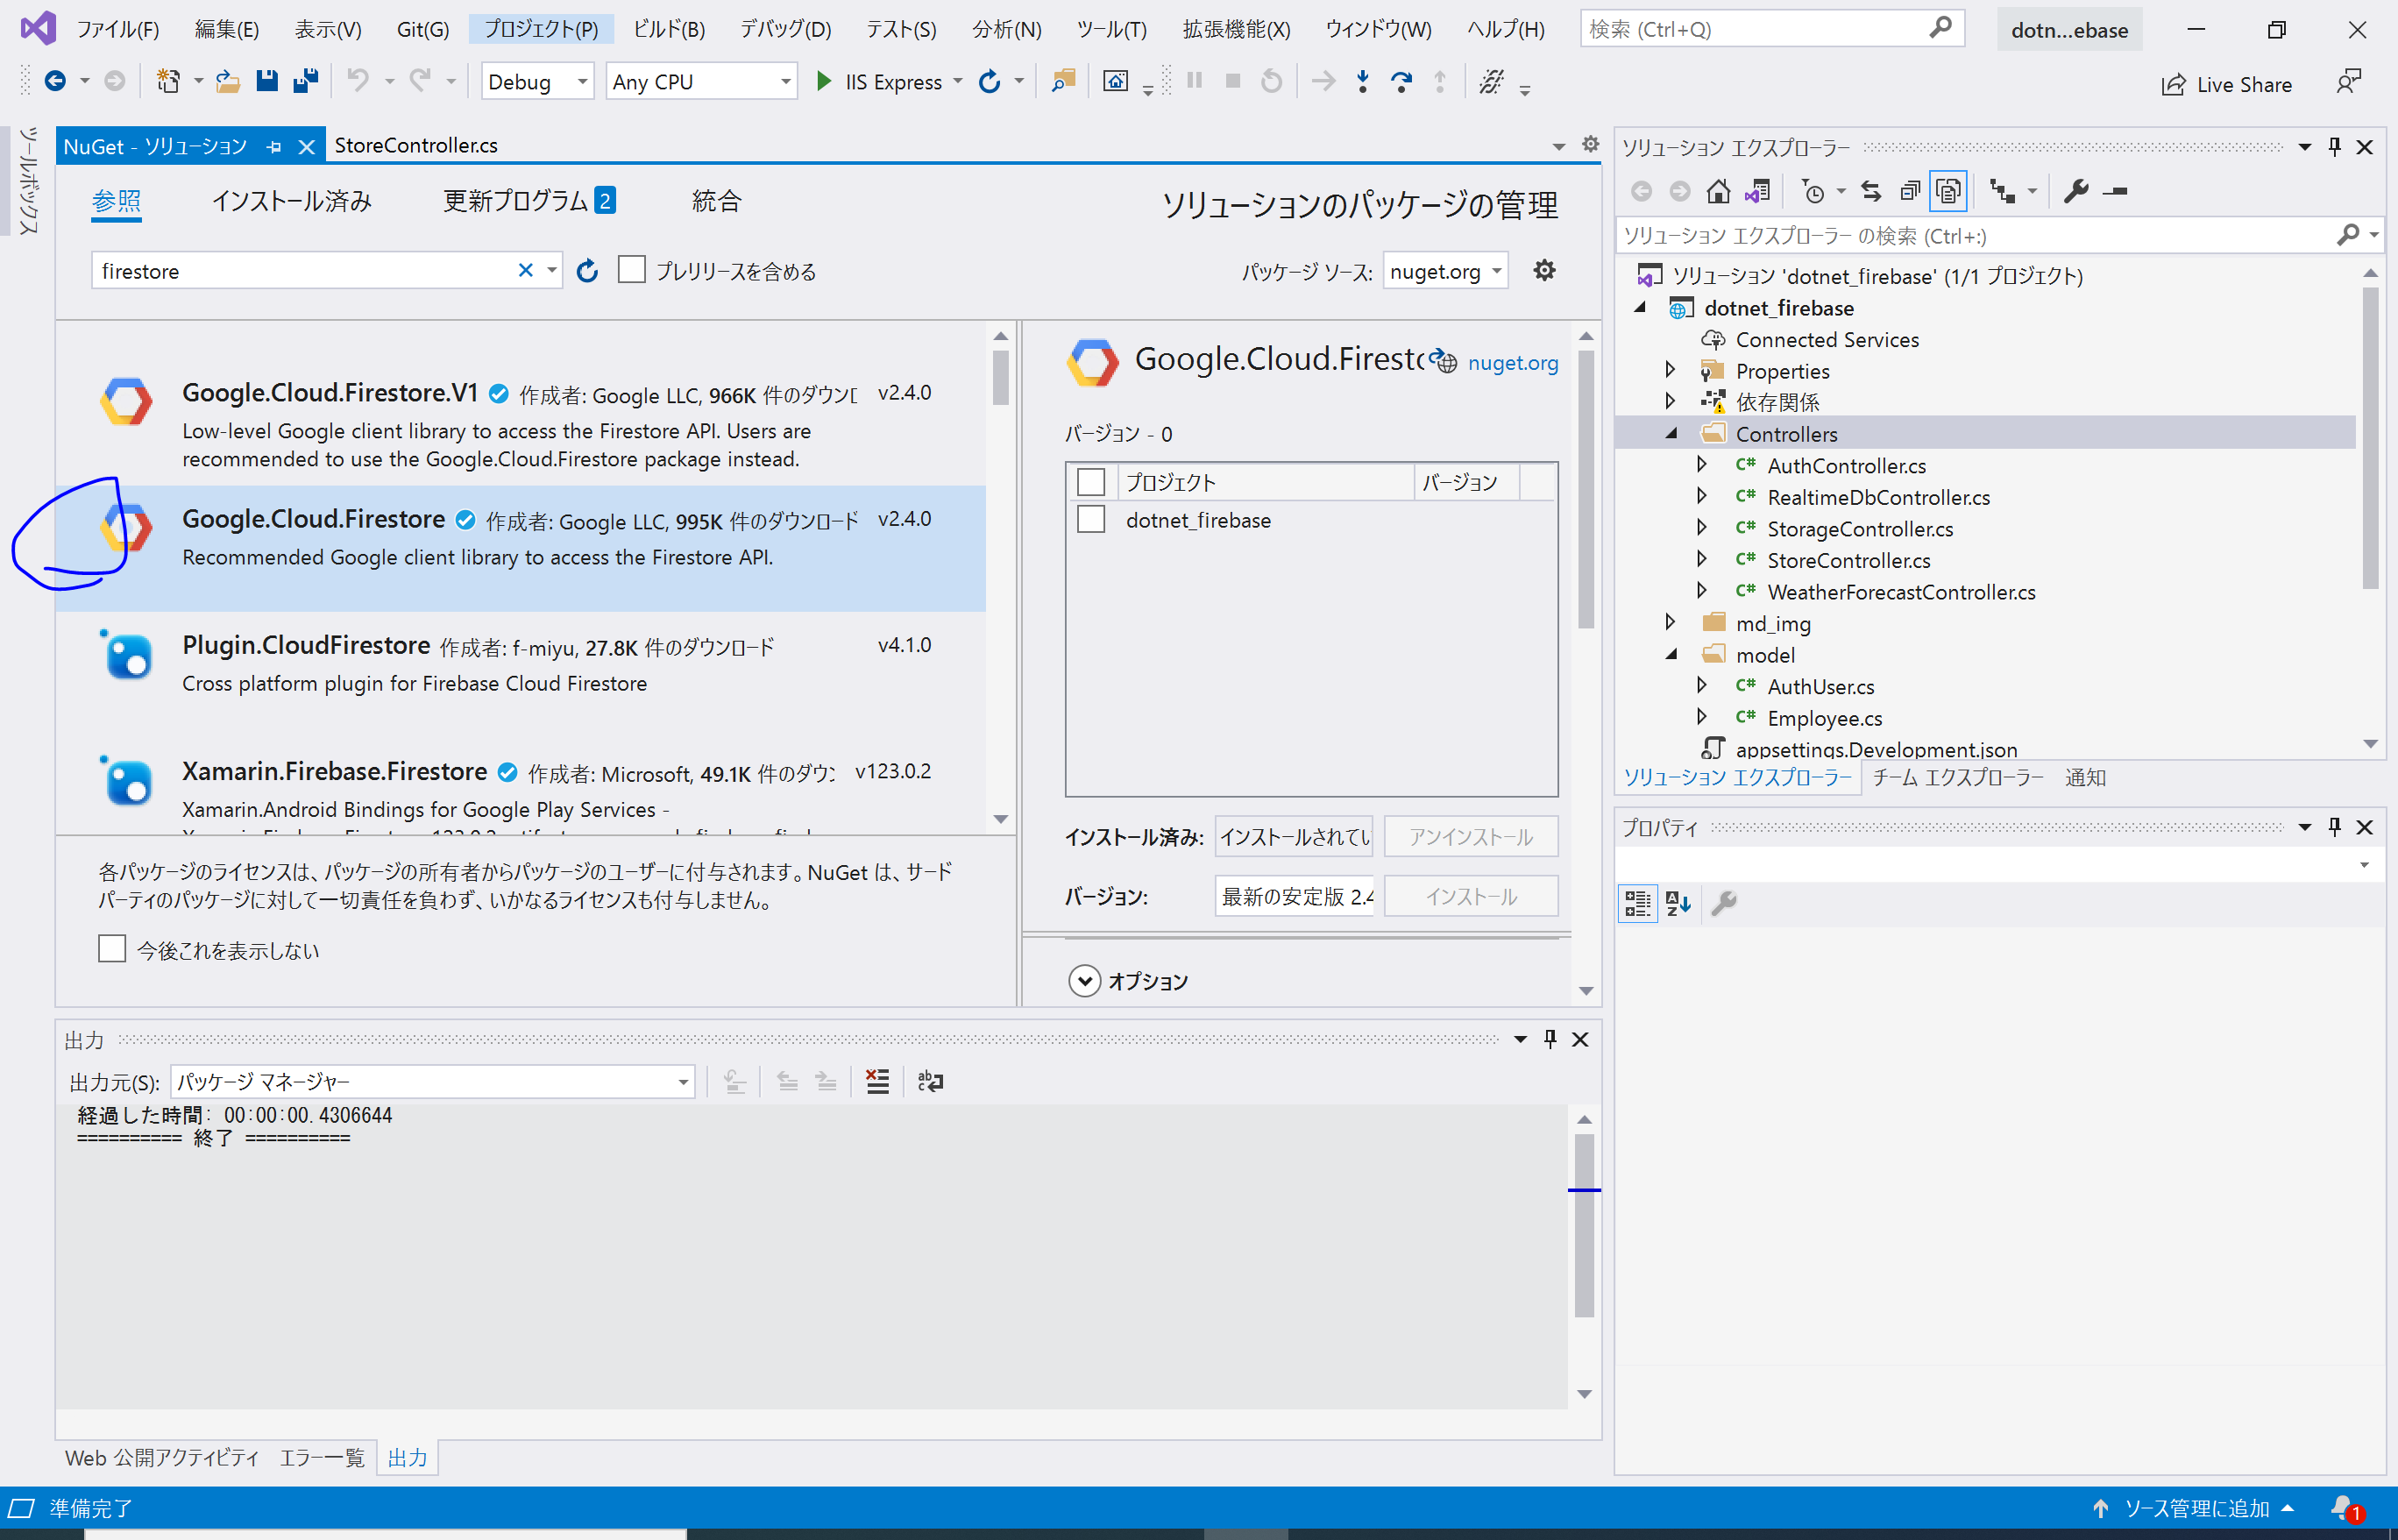 ファイル(F) 編集(E) 表示(V) Git(G) プロジェクト(P) ビルド(B) デバッグ(D) テスト(S) 分析(N) ツール(T) 拡張機能(X) ウィンドウ(W) ヘルプ(H) 検索 (Ctrl+Q) dotn...ebase
Debug Any CPU IIS Express Live Share
ツールボックス
NuGet - ソリューション StoreController.cs
参照 インストール済み 更新プログラム 2 統合 ソリューションのパッケージの管理
firestore プレリリースを含める パッケージ ソース: nuget.org
Google.Cloud.Firestore.V1 作成者: Google LLC, 966K 件のダウンロ v2.4.0
Low-level Google client library to access the Firestore API. Users are
recommended to use the Google.Cloud.Firestore package instead.
Google.Cloud.Firestore 作成者: Google LLC, 995K 件のダウンロード v2.4.0
Recommended Google client library to access the Firestore API.
Plugin.CloudFirestore 作成者: f-miyu, 27.8K 件のダウンロード v4.1.0
Cross platform plugin for Firebase Cloud Firestore
Xamarin.Firebase.Firestore 作成者: Microsoft, 49.1K 件のダウン v123.0.2
Xamarin.Android Bindings for Google Play Services -
各パッケージのライセンスは、パッケージの所有者からパッケージのユーザーに付与されます。NuGet は、サード
パーティのパッケージに対して一切責任を負わず、いかなるライセンスも付与しません。
今後これを表示しない
Google.Cloud.Firesto nuget.org
バージョン - 0
プロジェクト バージョン
dotnet_firebase
インストール済み: インストールされてい アンインストール
バージョン: 最新の安定版 2.4 インストール
オプション
出力
出力元(S): パッケージ マネージャー
経過した時間: 00:00:00.4306644
========== 終了 ==========
Web 公開アクティビティ エラー一覧 出力
ソリューション エクスプローラー
ソリューション エクスプローラー の検索 (Ctrl+:)
ソリューション 'dotnet_firebase' (1/1 プロジェクト)
dotnet_firebase
Connected Services
Properties
依存関係
Controllers
C# AuthController.cs
C# RealtimeDbController.cs
C# StorageController.cs
C# StoreController.cs
C# WeatherForecastController.cs
md_img
model
C# AuthUser.cs
C# Employee.cs
appsettings.Development.json
ソリューション エクスプローラー チーム エクスプローラー 通知
プロパティ
準備完了 ソース管理に追加 1